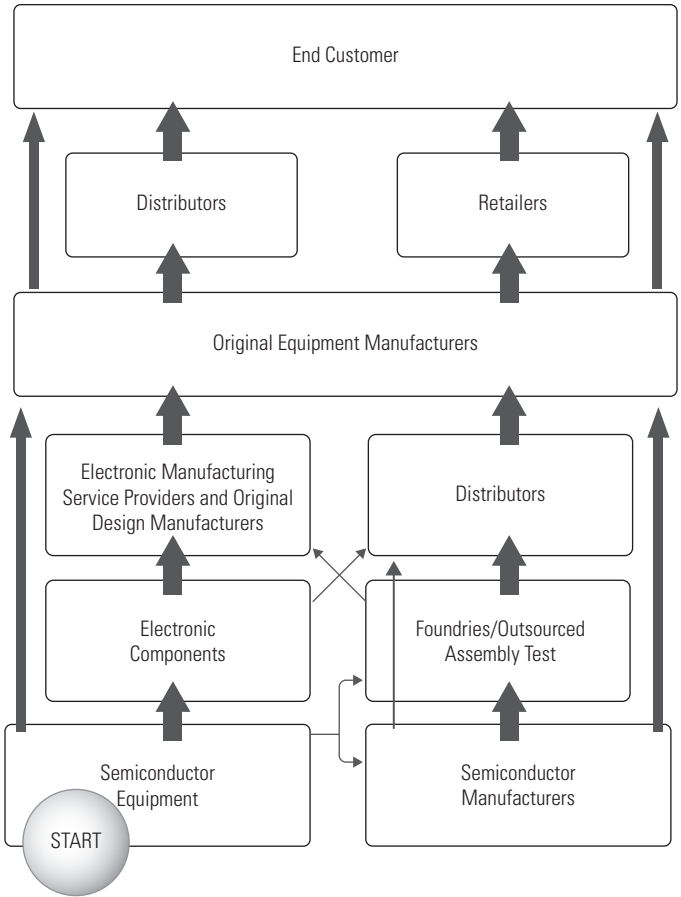 End Customer
Distributors
Retailers
Original Equipment Manufacturers
Electronic Manufacturing
Service Providers and Original
Design Manufacturers
Distributors
Electronic
Components
Foundries/Outsourced
Assembly Test
Semiconductor
Equipment
Semiconductor
Manufacturers
START